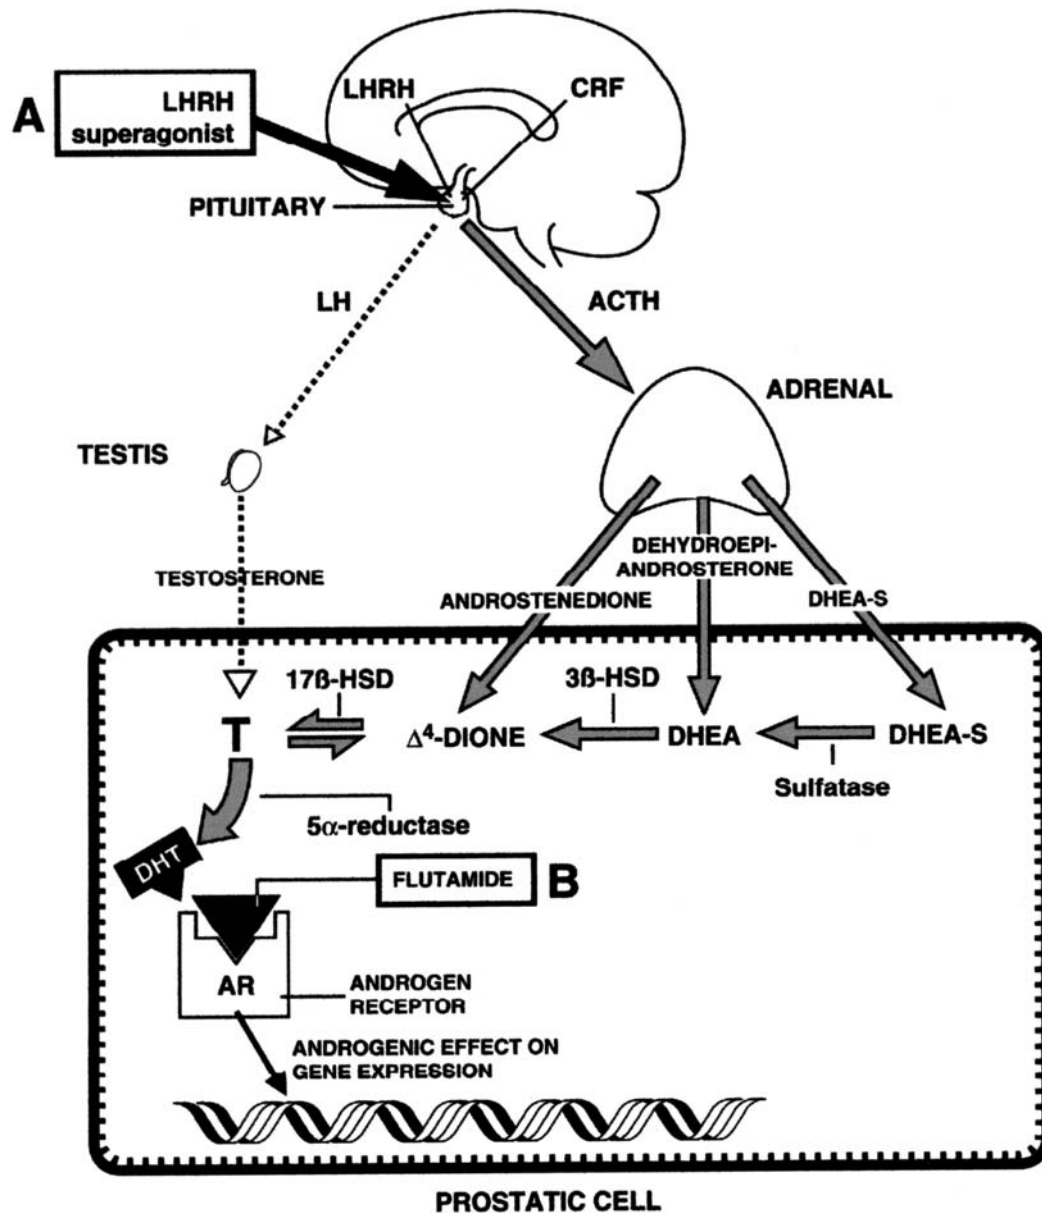 A
LHRH
superagonist
LHRH
CRF
PITUITARY
LH
ACTH
ADRENAL
TESTIS
TESTOSTERONE
DEHYDROEPI-
ANDROSTERONE
ANDROSTENEDIONE
DHEA-S
17ß-HSD
3ß-HSD
T
Δ⁴-DIONE
DHEA
DHEA-S
Sulfatase
5α-reductase
DHT
FLUTAMIDE
B
AR
ANDROGEN
RECEPTOR
ANDROGENIC EFFECT ON
GENE EXPRESSION
PROSTATIC CELL